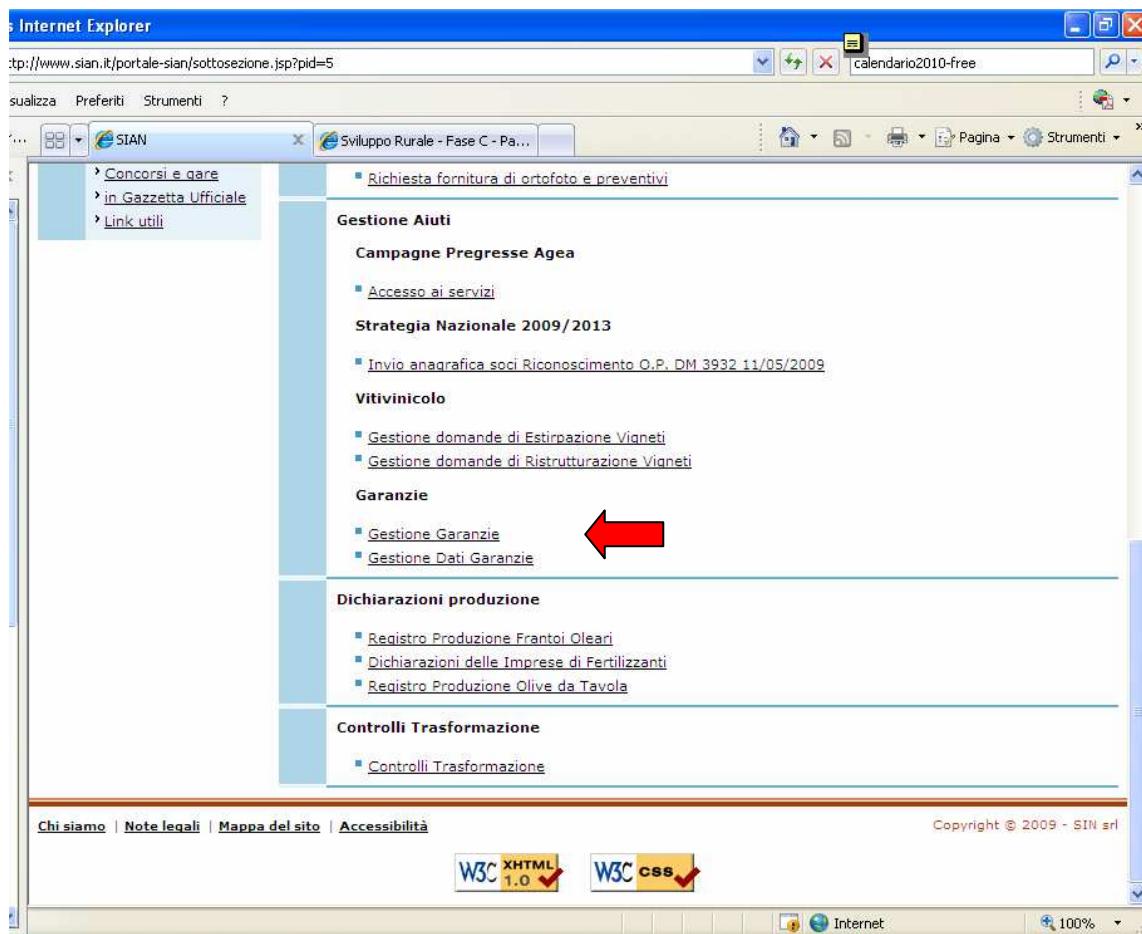 s Internet Explorer
ttp://www.sian.it/portale-sian/sottosezione.jsp?pid=5
calendario2010-free
sualizza Preferiti Strumenti ?
SIAN
Sviluppo Rurale - Fase C - Pa...
Pagina
Strumenti
Concorsi e gare
in Gazzetta Ufficiale
Link utili
Richiesta fornitura di ortofoto e preventivi
Gestione Aiuti
Campagne Pregresse Agea
Accesso ai servizi
Strategia Nazionale 2009/2013
Invio anagrafica soci Riconoscimento O.P. DM 3932 11/05/2009
Vitivinicolo
Gestione domande di Estirpazione Vigneti
Gestione domande di Ristrutturazione Vigneti
Garanzie
Gestione Garanzie
Gestione Dati Garanzie
Dichiarazioni produzione
Registro Produzione Frantoi Oleari
Dichiarazioni delle Imprese di Fertilizzanti
Registro Produzione Olive da Tavola
Controlli Trasformazione
Controlli Trasformazione
Chi siamo | Note legali | Mappa del sito | Accessibilità
Copyright © 2009 - SIN srl
W3C XHTML 1.0
W3C css
Internet
100%